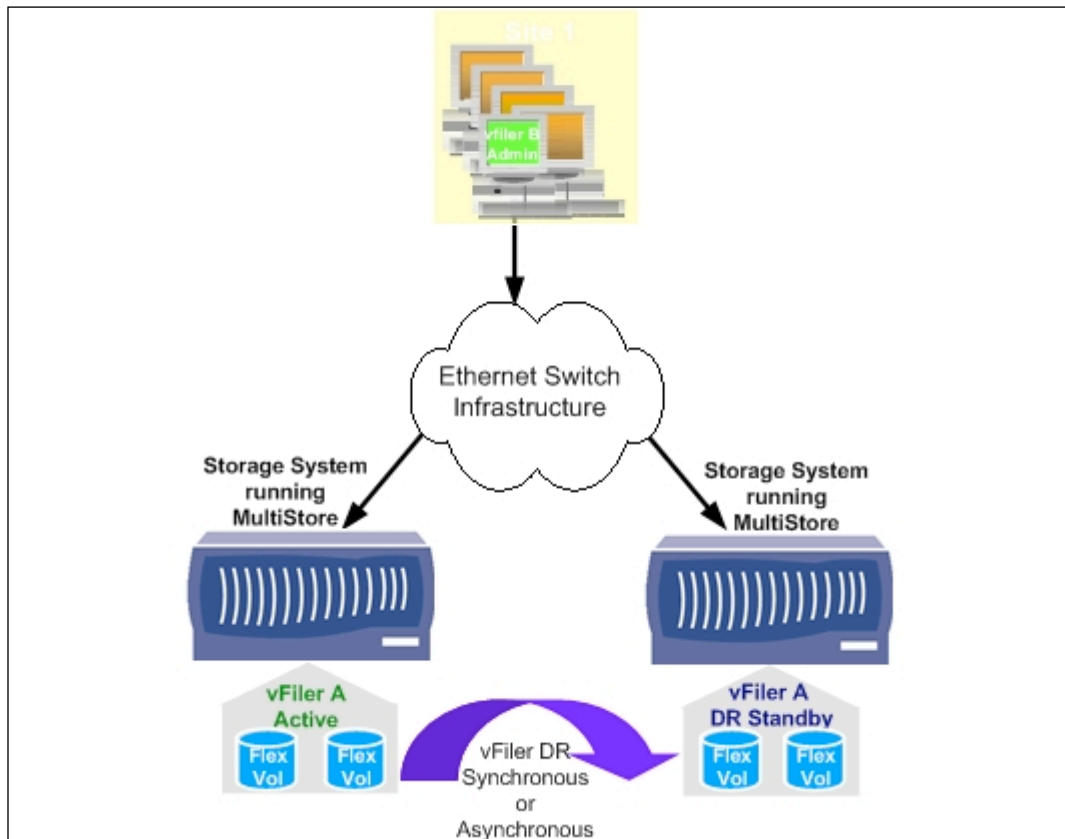 Site 1
vfiler B
Admin
Ethernet Switch
Infrastructure
Storage System
running
MultiStore
Storage System
running
MultiStore
vFiler A
Active
Flex
Vol
Flex
Vol
vFiler DR
Synchronous
or
Asynchronous
vFiler A
DR Standby
Flex
Vol
Flex
Vol